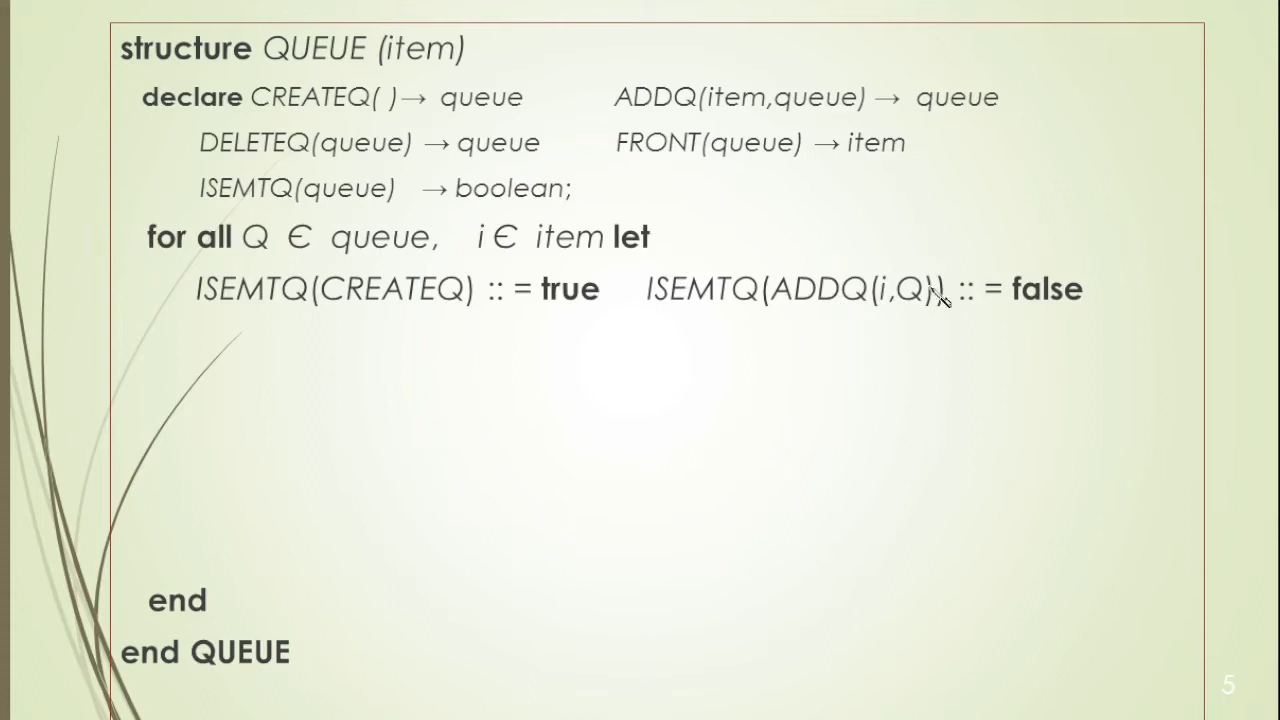 structure QUEUE (item)
declare CREATEQ( )→ queue ADDQ(item,queue) → queue
DELETEQ(queue) → queue FRONT(queue) → item
ISEMTQ(queue) → boolean;
for all Q Є queue, i Є item let
ISEMTQ(CREATEQ) :: = true ISEMTQ(ADDQ(i,Q)) :: = false
end
end QUEUE
5